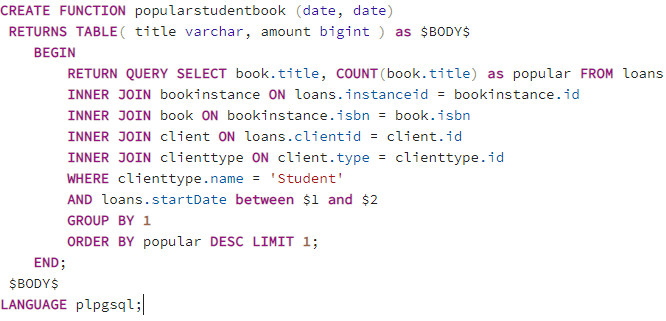 CREATE FUNCTION popularstudentbook (date, date)
RETURNS TABLE( title varchar, amount bigint ) as $BODY$
BEGIN
RETURN QUERY SELECT book.title, COUNT(book.title) as popular FROM loans
INNER JOIN bookinstance ON loans.instanceid = bookinstance.id
INNER JOIN book ON bookinstance.isbn = book.isbn
INNER JOIN client ON loans.clientid = client.id
INNER JOIN clienttype ON client.type = clienttype.id
WHERE clienttype.name = 'Student'
AND loans.startDate between $1 and $2
GROUP BY 1
ORDER BY popular DESC LIMIT 1;
END;
$BODY$
LANGUAGE plpgsql;